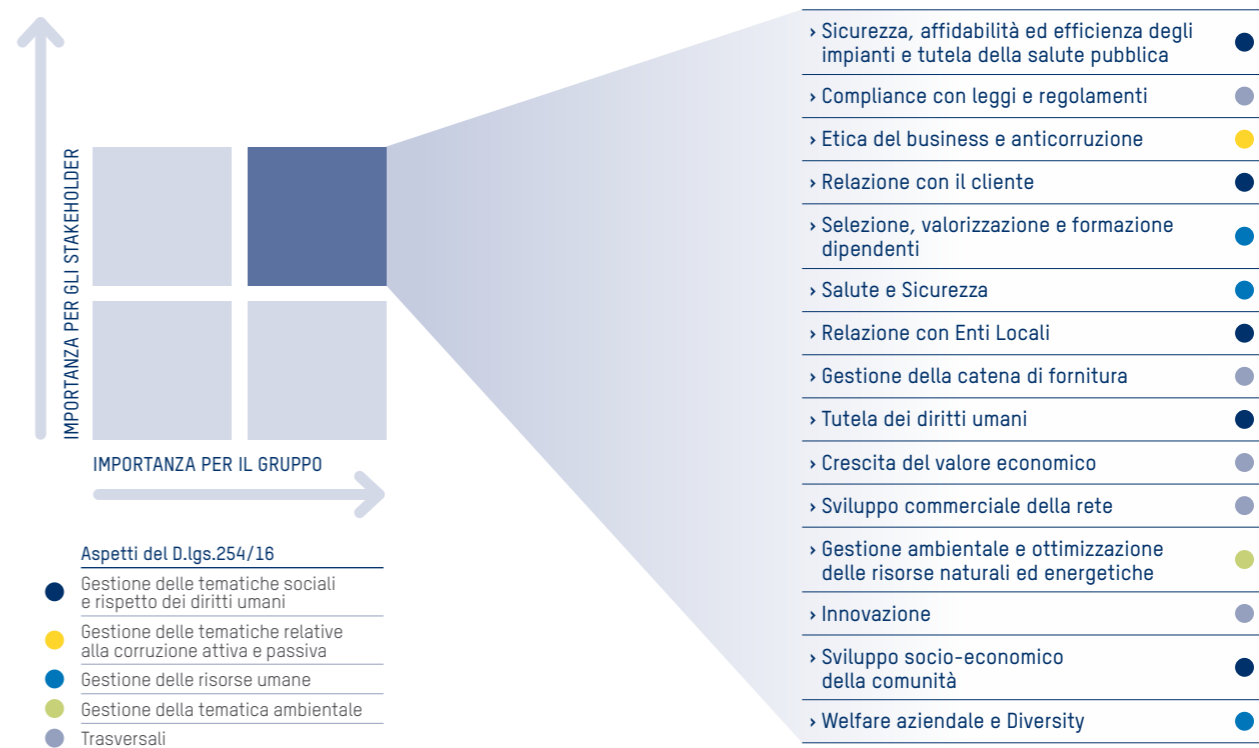 IMPORTANZA PER GLI STAKEHOLDER
IMPORTANZA PER IL GRUPPO
Aspetti del D.lgs.254/16
Gestione delle tematiche sociali
e rispetto dei diritti umani
Gestione delle tematiche relative
alla corruzione attiva e passiva
Gestione delle risorse umane
Gestione della tematica ambientale
Trasversali
› Sicurezza, affidabilità ed efficienza degli
impianti e tutela della salute pubblica
› Compliance con leggi e regolamenti
› Etica del business e anticorruzione
› Relazione con il cliente
› Selezione, valorizzazione e formazione
dipendenti
› Salute e Sicurezza
› Relazione con Enti Locali
› Gestione della catena di fornitura
› Tutela dei diritti umani
› Crescita del valore economico
› Sviluppo commerciale della rete
› Gestione ambientale e ottimizzazione
delle risorse naturali ed energetiche
› Innovazione
› Sviluppo socio-economico
della comunità
› Welfare aziendale e Diversity